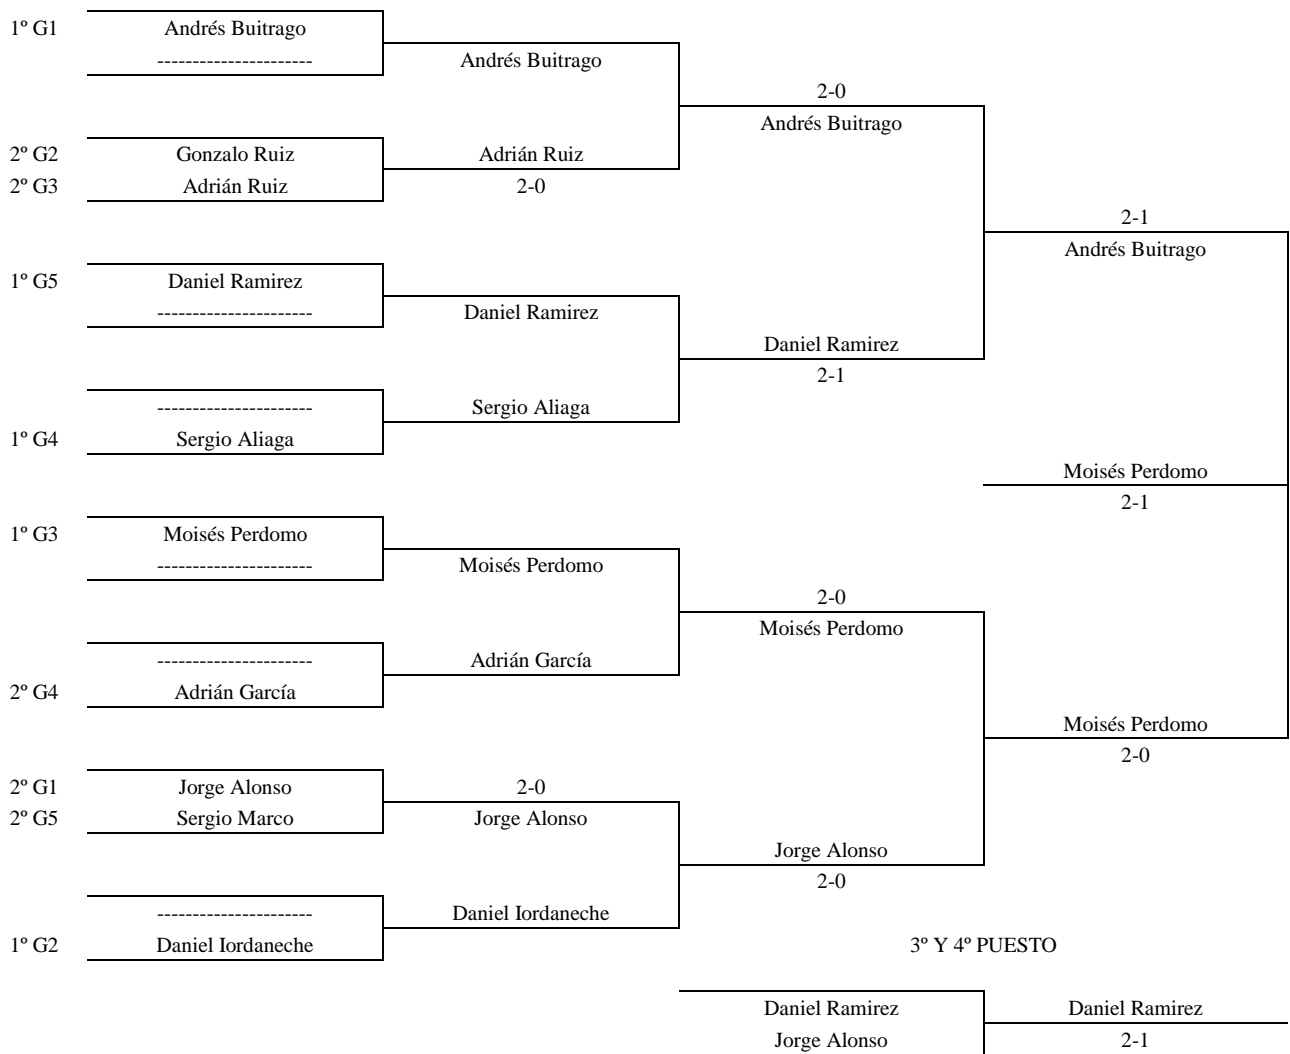 1º G1 Andrés Buitrago
---------------------- Andrés Buitrago
2-0
Andrés Buitrago
2º G2 Gonzalo Ruiz Adrián Ruiz
2º G3 Adrián Ruiz 2-0
2-1
Andrés Buitrago
1º G5 Daniel Ramirez
---------------------- Daniel Ramirez
Daniel Ramirez
2-1
---------------------- Sergio Aliaga
1º G4 Sergio Aliaga
Moisés Perdomo
2-1
1º G3 Moisés Perdomo
---------------------- Moisés Perdomo
2-0
Moisés Perdomo
---------------------- Adrián García
2º G4 Adrián García
Moisés Perdomo
2-0
2º G1 Jorge Alonso 2-0
2º G5 Sergio Marco Jorge Alonso
Jorge Alonso
2-0
---------------------- Daniel Iordaneche
1º G2 Daniel Iordaneche 3º Y 4º PUESTO
Daniel Ramirez Daniel Ramirez
Jorge Alonso 2-1